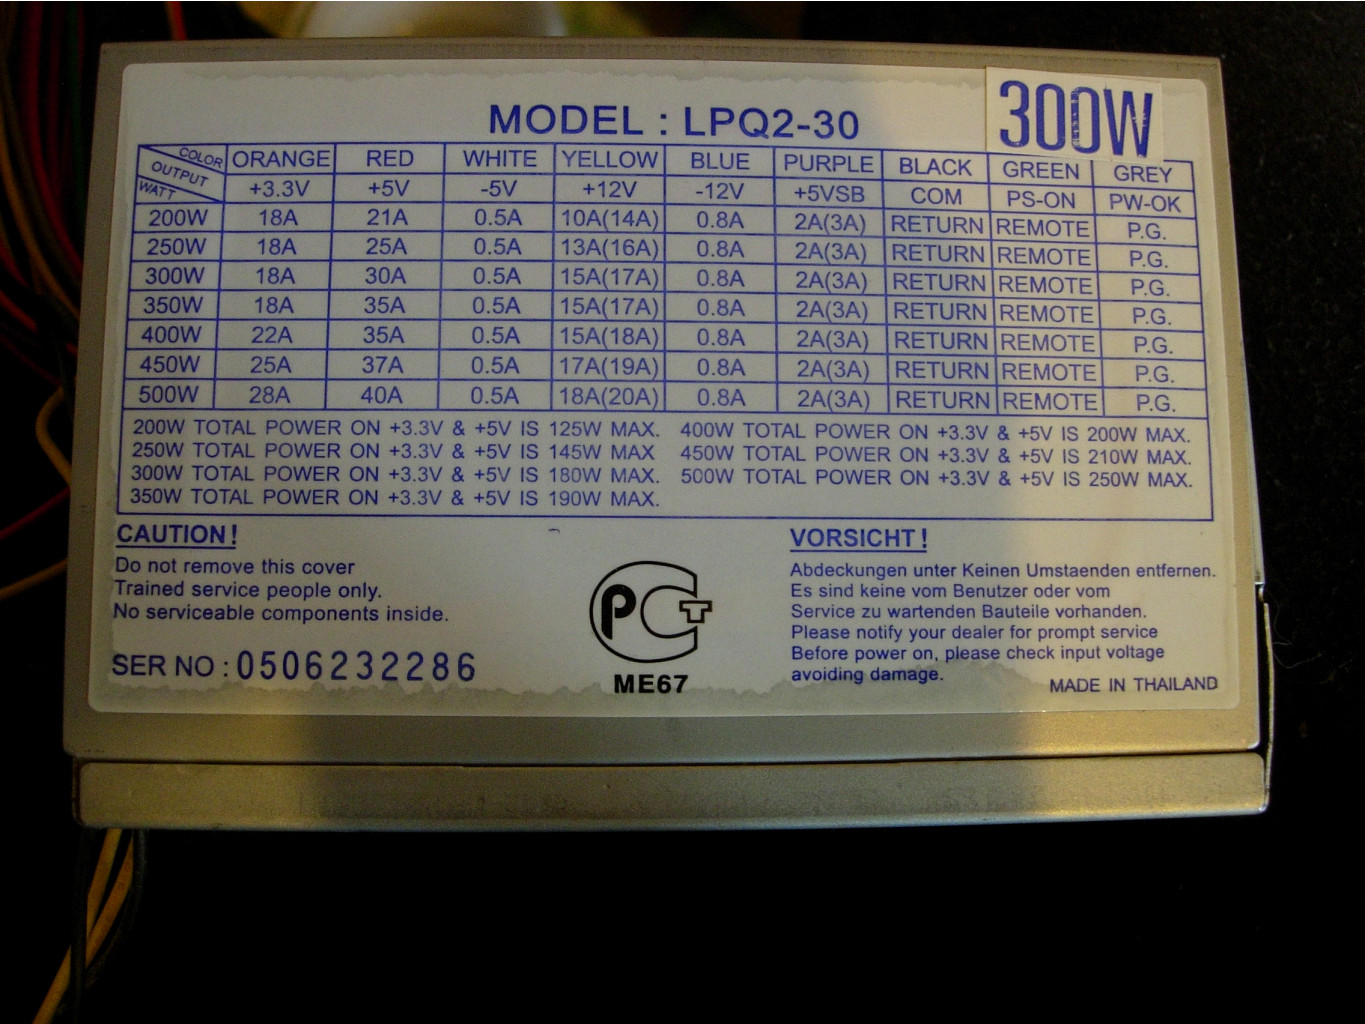 300W
MODEL : LPQ2-30
COLOR ORANGE RED WHITE YELLOW BLUE PURPLE BLACK GREEN GREY
OUTPUT
WATT +3.3V +5V -5V +12V -12V +5VSB COM PS-ON PW-OK
200W 18A 21A 0.5A 10A(14A) 0.8A 2A(3A) RETURN REMOTE P.G.
250W 18A 25A 0.5A 13A(16A) 0.8A 2A(3A) RETURN REMOTE P.G.
300W 18A 30A 0.5A 15A(17A) 0.8A 2A(3A) RETURN REMOTE P.G.
350W 18A 35A 0.5A 15A(17A) 0.8A 2A(3A) RETURN REMOTE P.G.
400W 22A 35A 0.5A 15A(18A) 0.8A 2A(3A) RETURN REMOTE P.G.
450W 25A 37A 0.5A 17A(19A) 0.8A 2A(3A) RETURN REMOTE P.G.
500W 28A 40A 0.5A 18A(20A) 0.8A 2A(3A) RETURN REMOTE P.G.
200W TOTAL POWER ON +3.3V & +5V IS 125W MAX. 400W TOTAL POWER ON +3.3V & +5V IS 200W MAX.
250W TOTAL POWER ON +3.3V & +5V IS 145W MAX. 450W TOTAL POWER ON +3.3V & +5V IS 210W MAX.
300W TOTAL POWER ON +3.3V & +5V IS 180W MAX. 500W TOTAL POWER ON +3.3V & +5V IS 250W MAX.
350W TOTAL POWER ON +3.3V & +5V IS 190W MAX.
CAUTION !
Do not remove this cover
Trained service people only.
No serviceable components inside.
SER NO : 0506232286
PCT
ME67
VORSICHT !
Abdeckungen unter Keinen Umstaenden entfernen.
Es sind keine vom Benutzer oder vom
Service zu wartenden Bauteile vorhanden.
Please notify your dealer for prompt service
Before power on, please check input voltage
avoiding damage.
MADE IN THAILAND